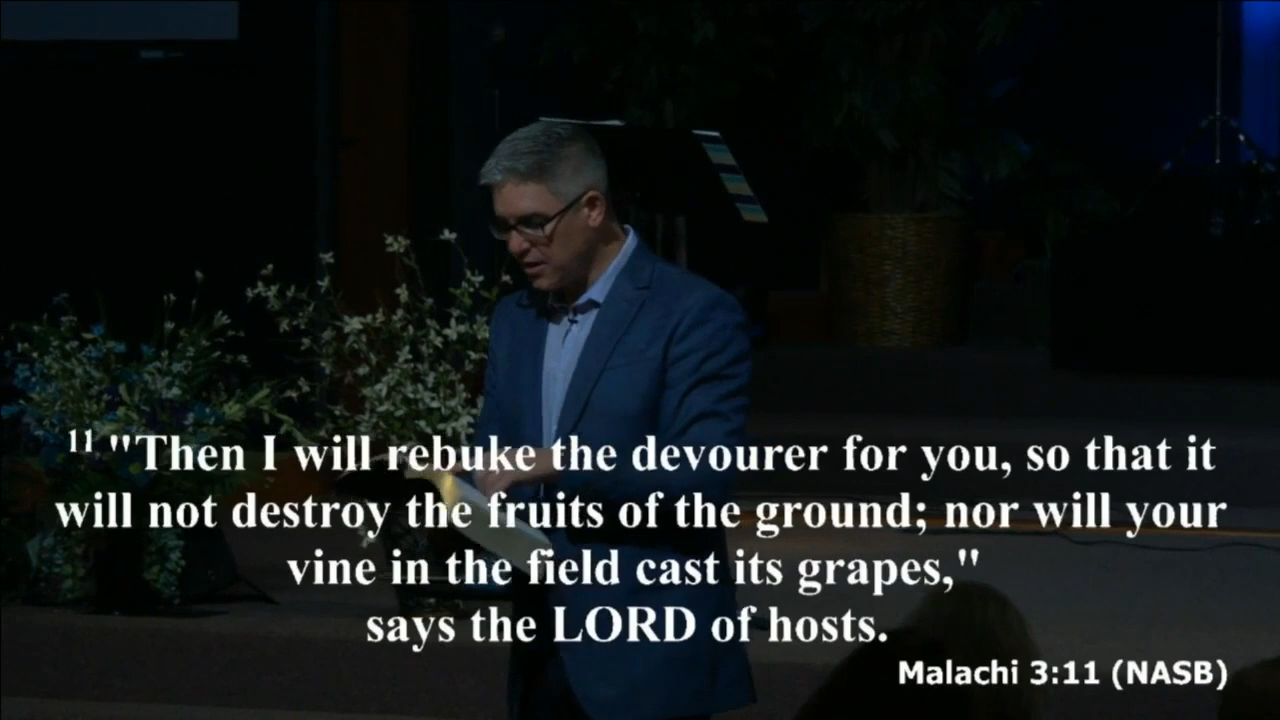 11 "Then I will rebuke the devourer for you, so that it
will not destroy the fruits of the ground; nor will your
vine in the field cast its grapes,"
says the LORD of hosts.
Malachi 3:11 (NASB)